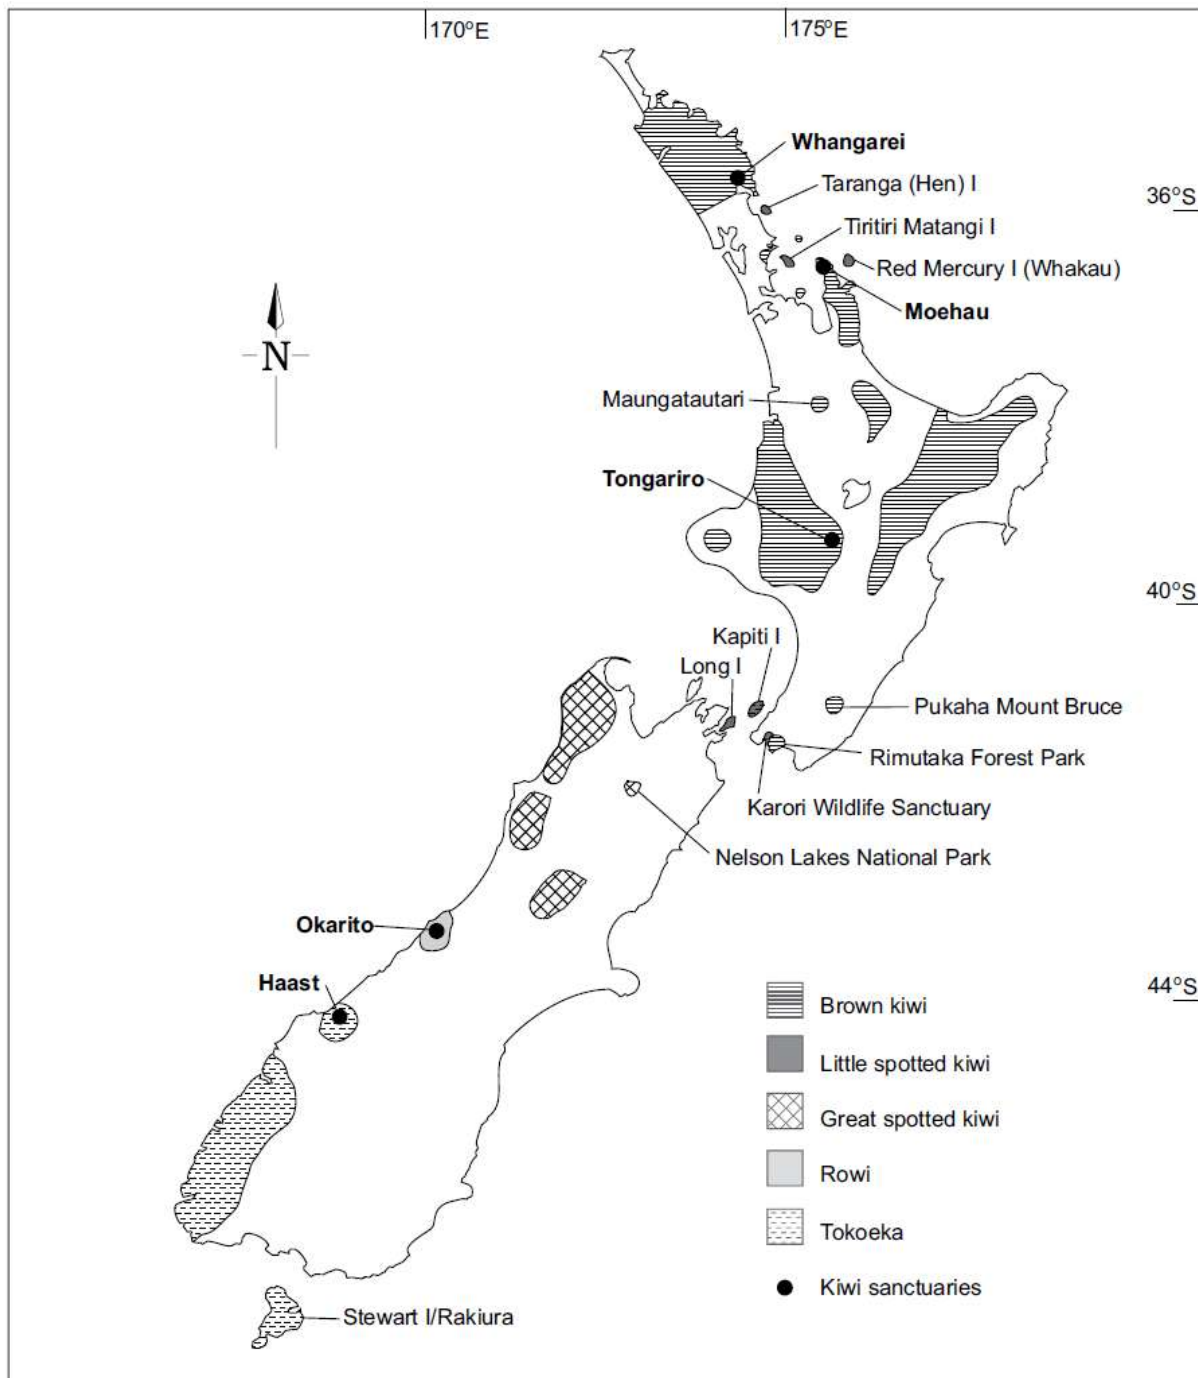 170°E
175°E
Whangarei
Taranga (Hen) I
36°S
Tiritiri Matangi I
Red Mercury I (Whakau)
Moehau
N
Maungatautari
Tongariro
40°S
Kapiti I
Long I
Pukaha Mount Bruce
Rimutaka Forest Park
Karori Wildlife Sanctuary
Nelson Lakes National Park
Okarito
Haast
44°S
Brown kiwi
Little spotted kiwi
Great spotted kiwi
Rowi
Tokoeka
Kiwi sanctuaries
Stewart I/Rakiura